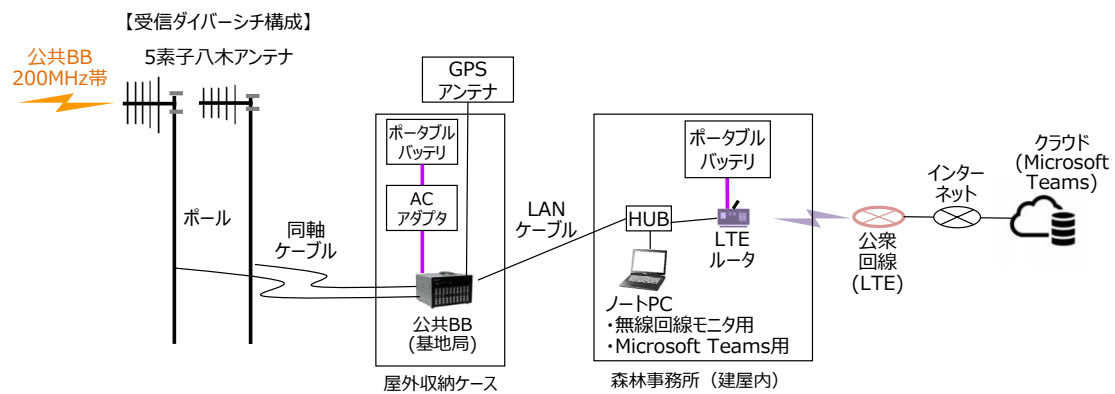 【受信ダイバーシチ構成】
5素子八木アンテナ
公共BB
200MHz帯
ポール
同軸
ケーブル
GPS
アンテナ
ポータブル
バッテリ
AC
アダプタ
公共BB
(基地局)
屋外収納ケース
LAN
ケーブル
ポータブル
バッテリ
HUB
LTE
ルータ
ノートPC
・無線回線モニタ用
・Microsoft Teams用
森林事務所（建屋内）
公衆
回線
(LTE)
インター
ネット
クラウド
(Microsoft
Teams)